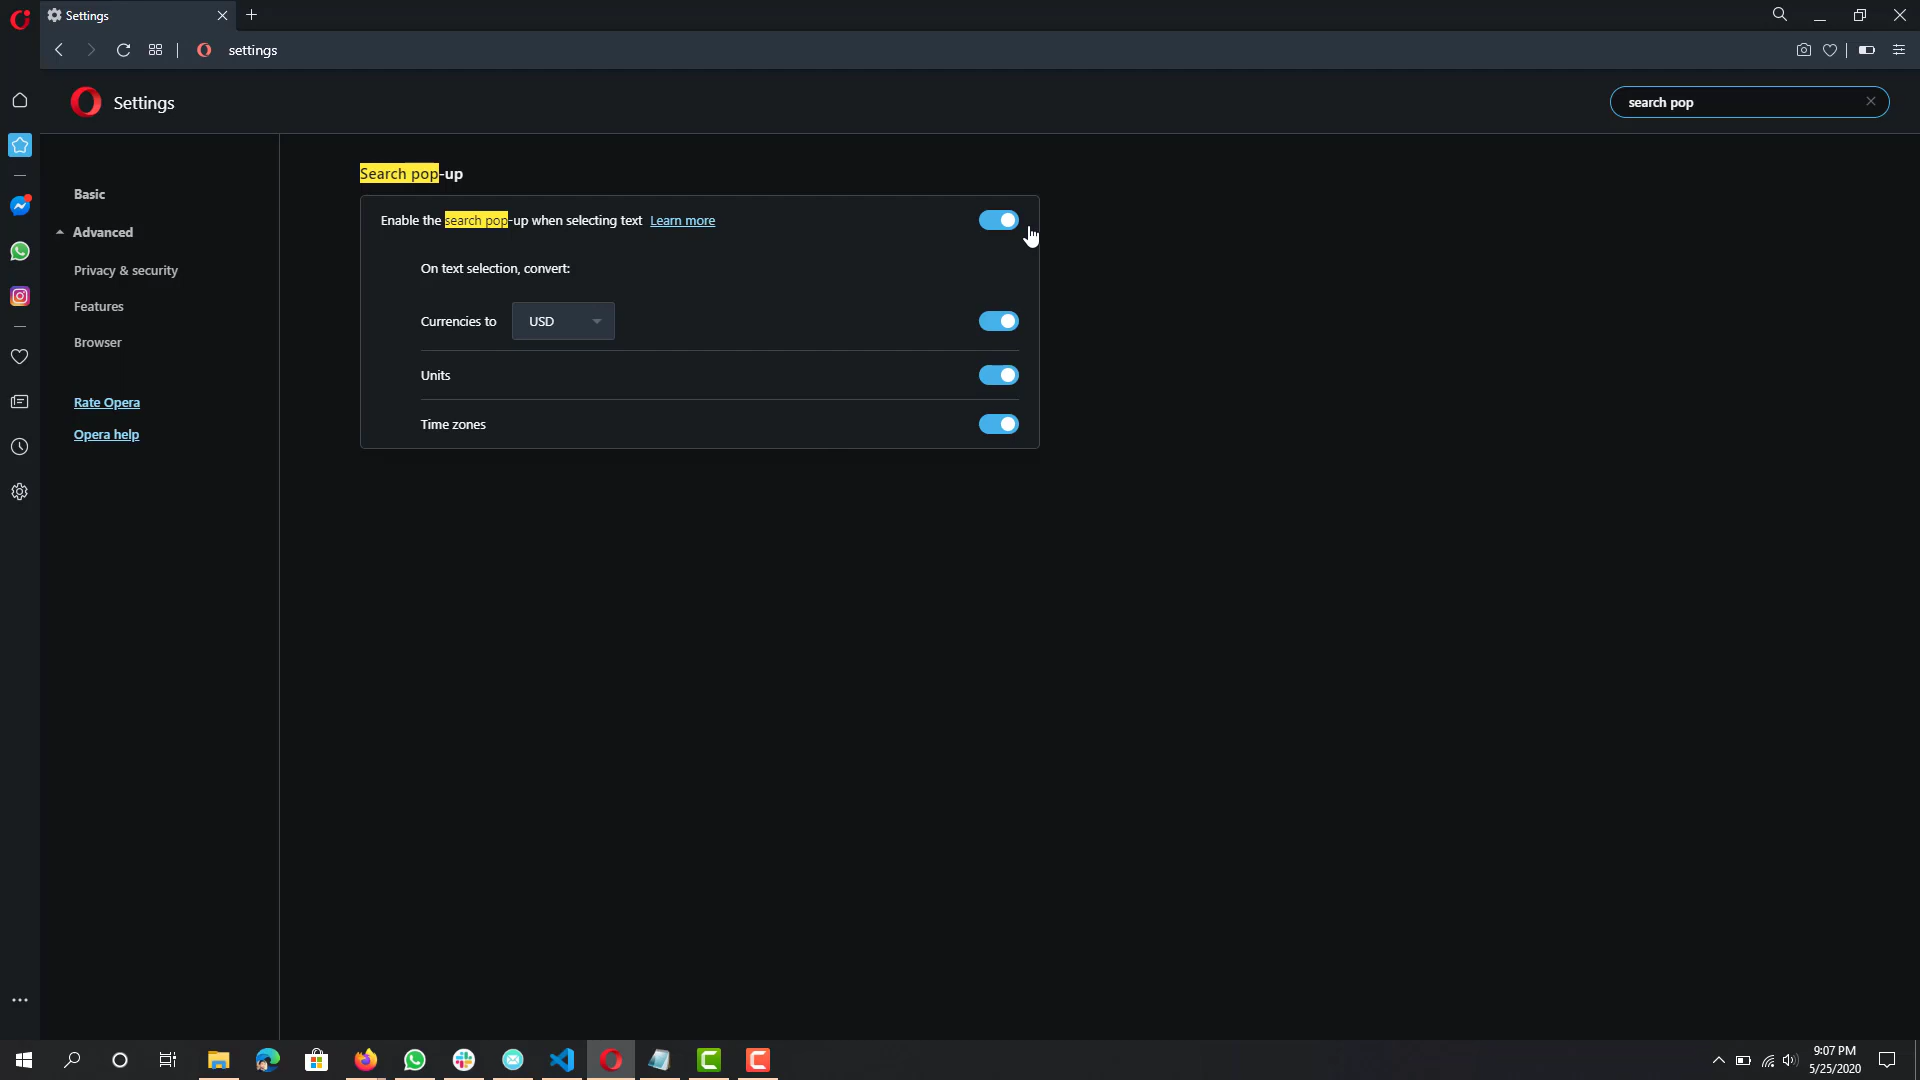 Settings
settings
Settings
search pop
Basic
Advanced
Privacy & security
Features
Browser
Rate Opera
Opera help
Search pop-up
Enable the search pop-up when selecting text Learn more
On text selection, convert:
Currencies to USD
Units
Time zones
9:07 PM
5/25/2020